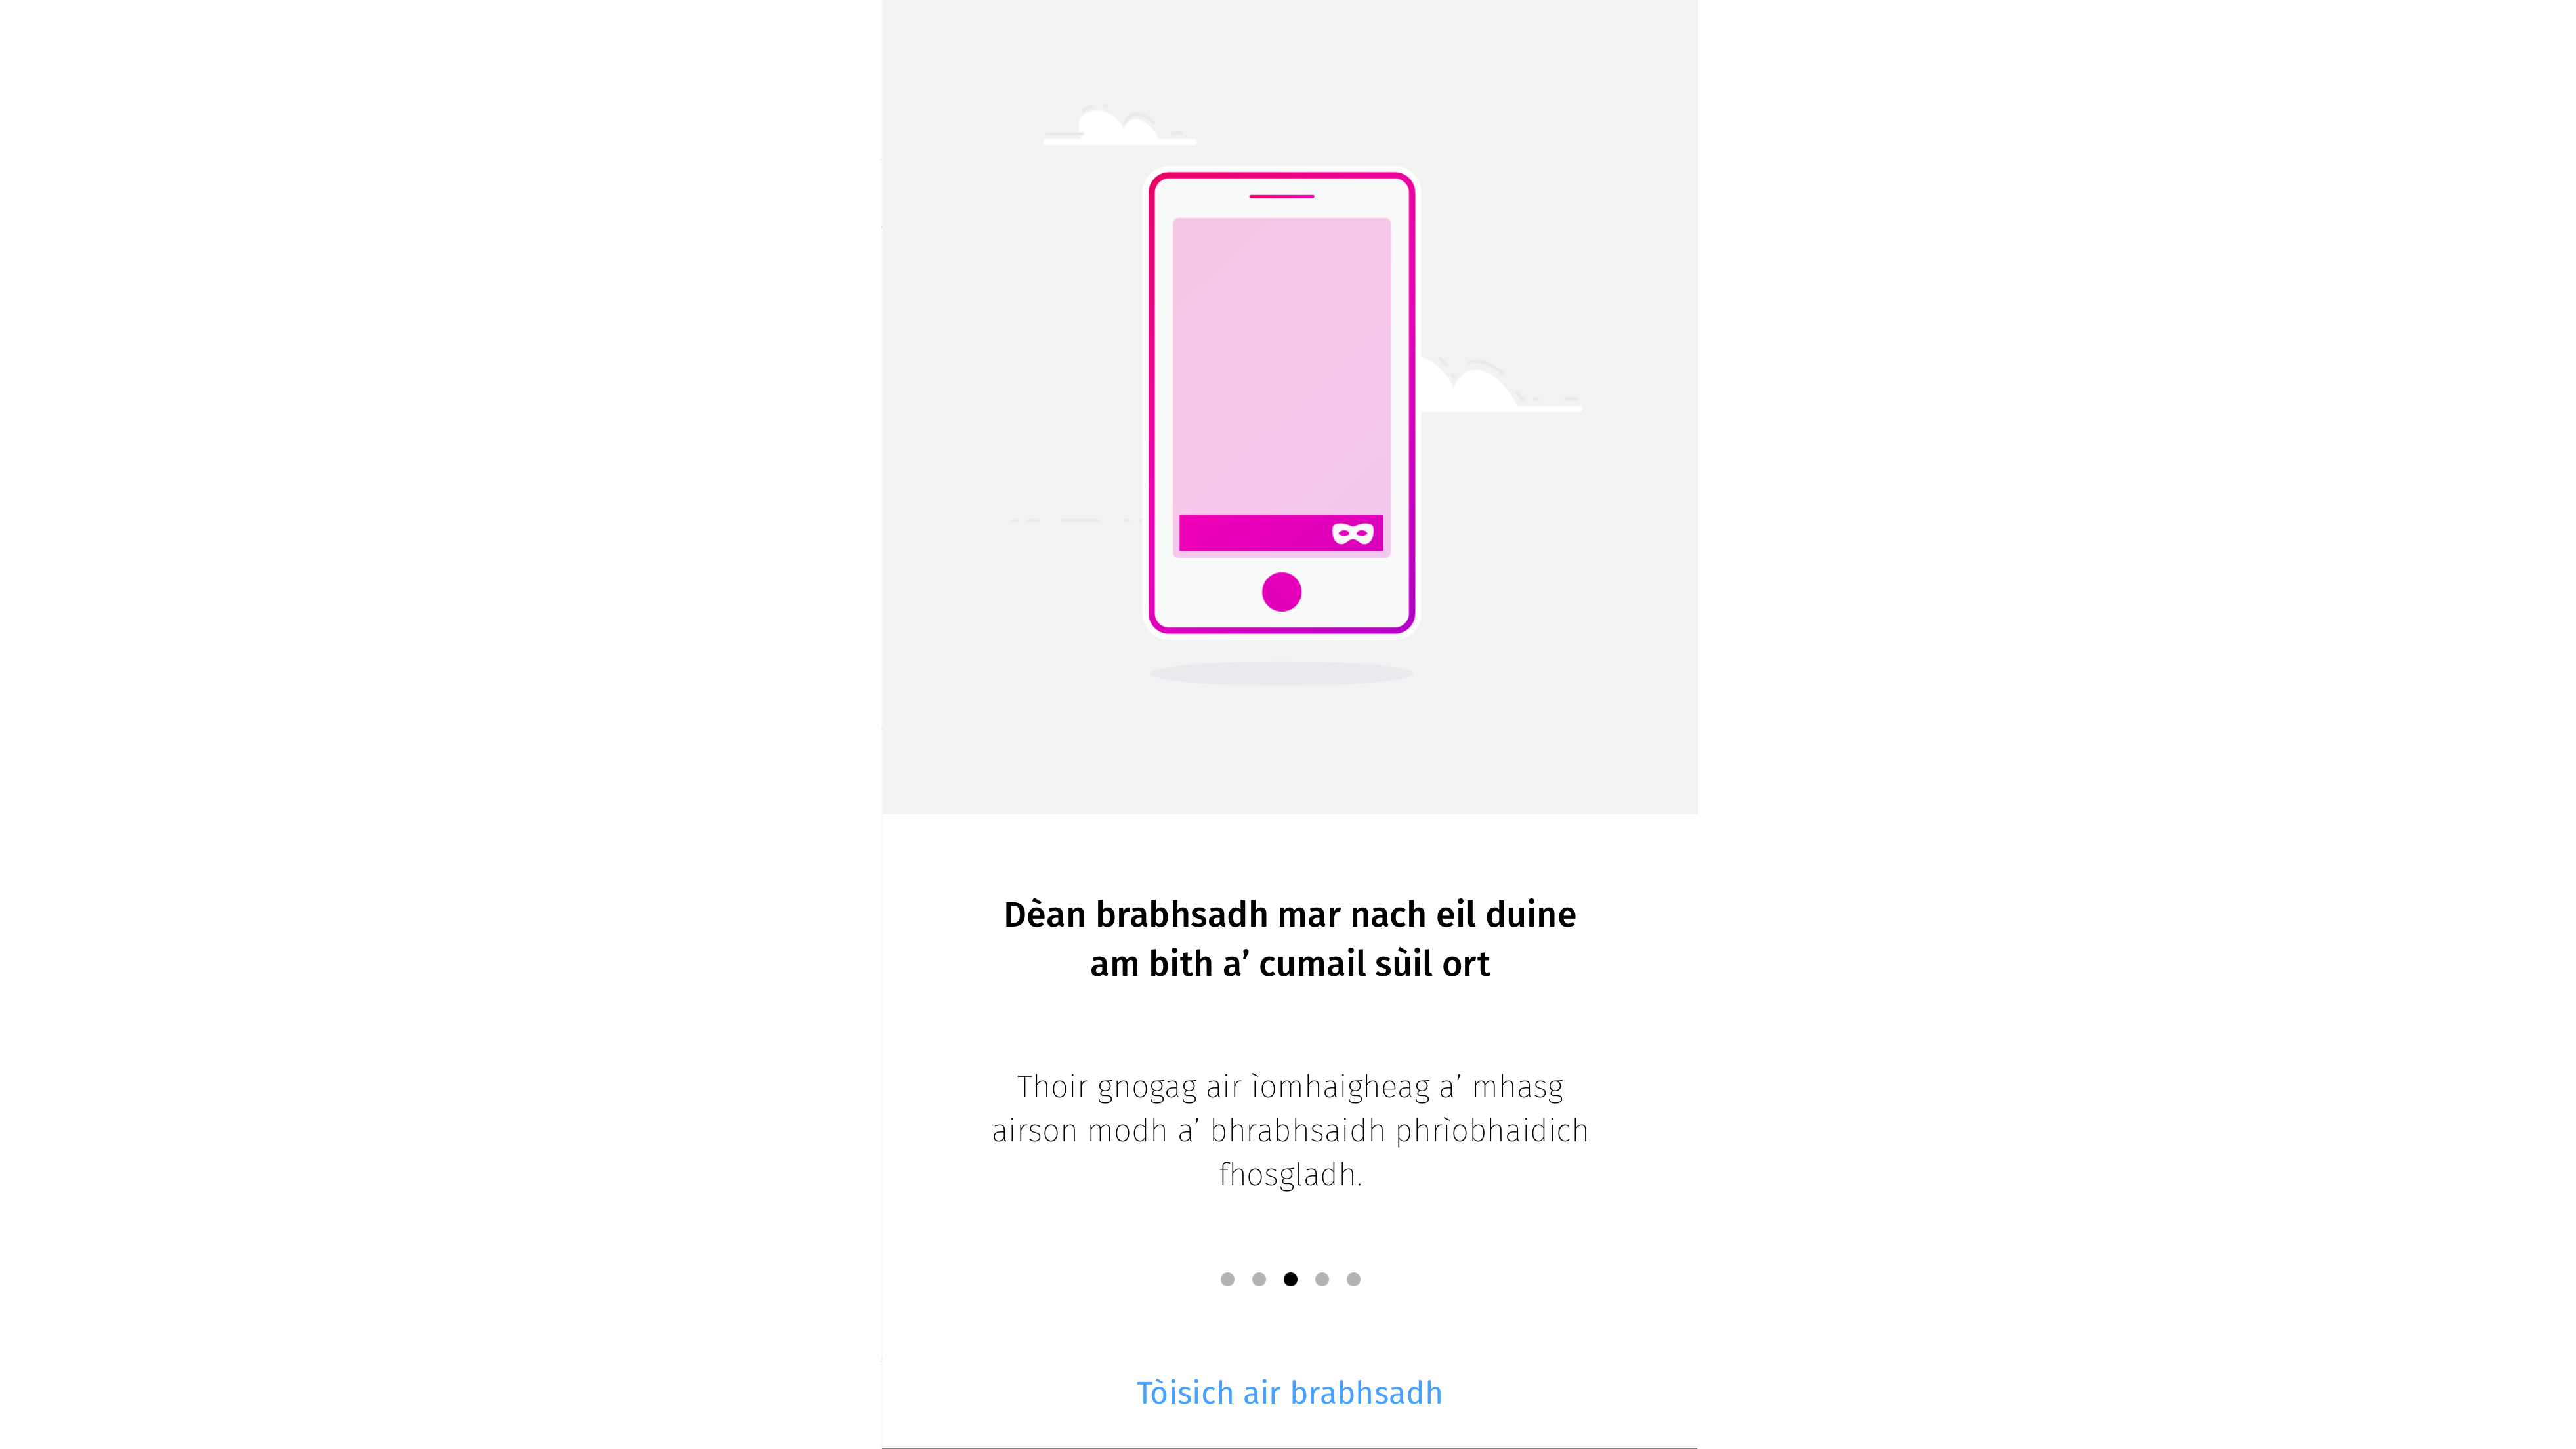 Dèan brabhsadh mar nach eil duine
am bith a’ cumail sùil ort
Thoir gnogag air ìomhaigheag a’ mhasg
airson modh a’ bhrabhsaidh phrìobhaidich
fhosgladh.
Tòisich air brabhsadh